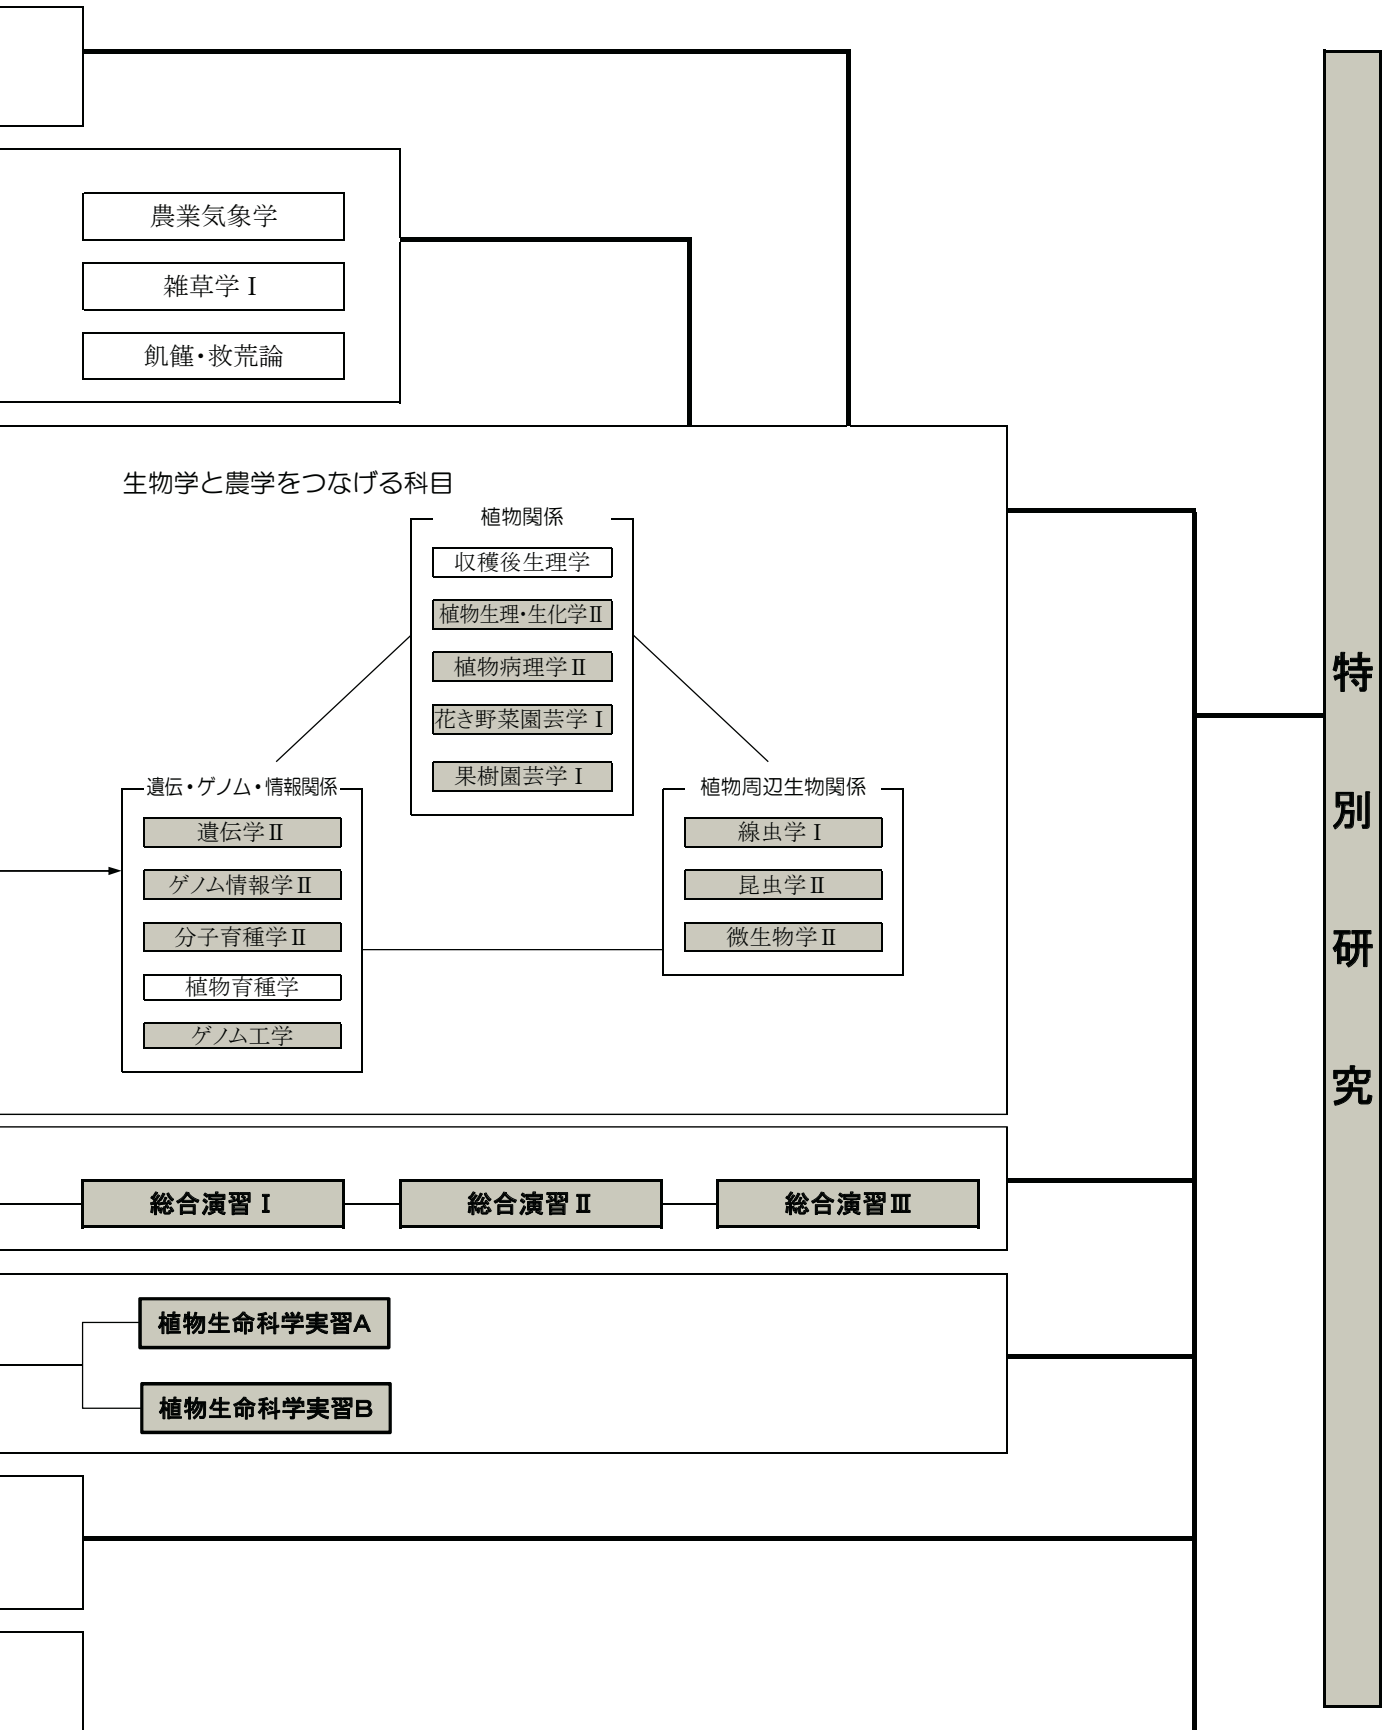 農業気象学
雑草学Ⅰ
飢饉・救荒論
生物学と農学をつなげる科目
植物関係
収穫後生理学
植物生理・生化学Ⅱ
植物病理学Ⅱ
花き野菜園芸学Ⅰ
果樹園芸学Ⅰ
遺伝・ゲノム・情報関係
遺伝学Ⅱ
ゲノム情報学Ⅱ
分子育種学Ⅱ
植物育種学
ゲノム工学
植物周辺生物関係
線虫学Ⅰ
昆虫学Ⅱ
微生物学Ⅱ
総合演習Ⅰ
総合演習Ⅱ
総合演習Ⅲ
植物生命科学実習A
植物生命科学実習B
特別研究